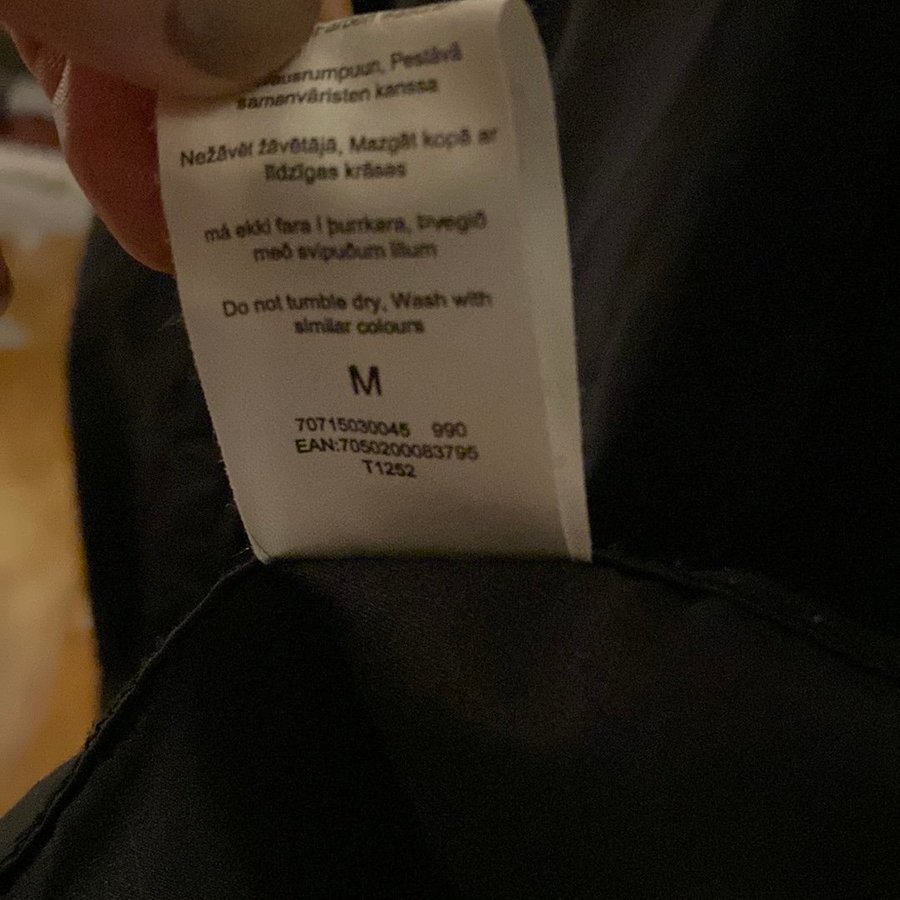 Pestävä
samanväristen kanssa
Nežāvēt žāvētājā, Mazgāt kopā ar
līdzīgas krāsas
má ekki fara í þurrkara, Þvegið
með svipuðum litum
Do not tumble dry, Wash with
similar colours
M
70715030045 990
EAN:7050200083795
T1252